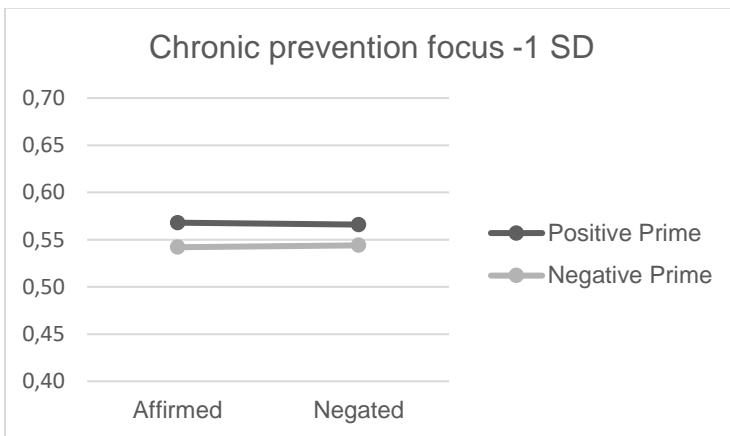 Chronic prevention focus -1 SD
0,70
0,65
0,60
0,55
0,50
0,45
0,40
Affirmed Negated
Positive Prime
Negative Prime